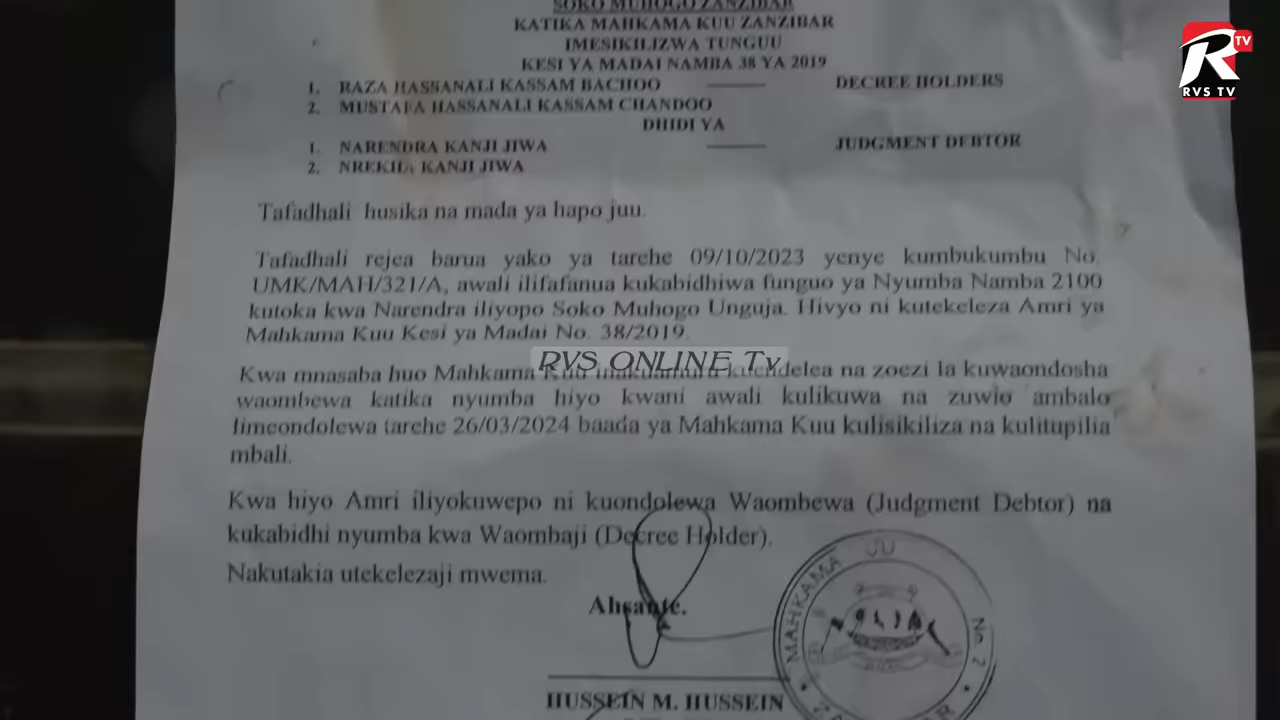 SOKO MUHOGO ZANZIBAR
KATIKA MAHKAMA KUU ZANZIBAR
IMESIKILIZWA TUNGUU
KESI YA MADAI NAMBA 38 YA 2019
1. RAZA HASSANALI KASSAM BACHOO ——— DECREE HOLDERS
2. MUSTAFA HASSANALI KASSAM CHANDOO
DHIDI YA
1. NARENDRA KANJI JIWA ——— JUDGMENT DEBTOR
2. KANJI JIWA
Tafadhali husika na mada ya hapo juu.
Tafadhali rejea barua yako ya tarehe 09/10/2023 yenye kumbukumbu No.
UMK/MAH/321/A, awali ilifafanua kukabidhiwa funguo ya Nyumba Namba 2100
kutoka kwa Narendra iliyopo Soko Muhogo Unguja. Hivyo ni kutekeleza Amri ya
Mahkama Kuu Kesi ya Madai No. 38/2019.
RVS ONLINE Tv
Kwa mnasaba huo Mahkama Kuu kuendelea na zoezi la kuwaondosha
waombewa katika nyumba hiyo kwani awali kulikuwa na zuwio ambalo
limeondolewa tarehe 26/03/2024 baada ya Mahkama Kuu kulisikiliza na kulitupilia
mbali.
Kwa hiyo Amri iliyokuwepo ni kuondolewa Waombewa (Judgment Debtor) na
kukabidhi nyumba kwa Waombaji (Decree Holder).
Nakutakia utekelezaji mwema.
Ahsante.
HUSSEIN M. HUSSEIN
MAHKAMA UU
No. 2
R TV
RVS TV